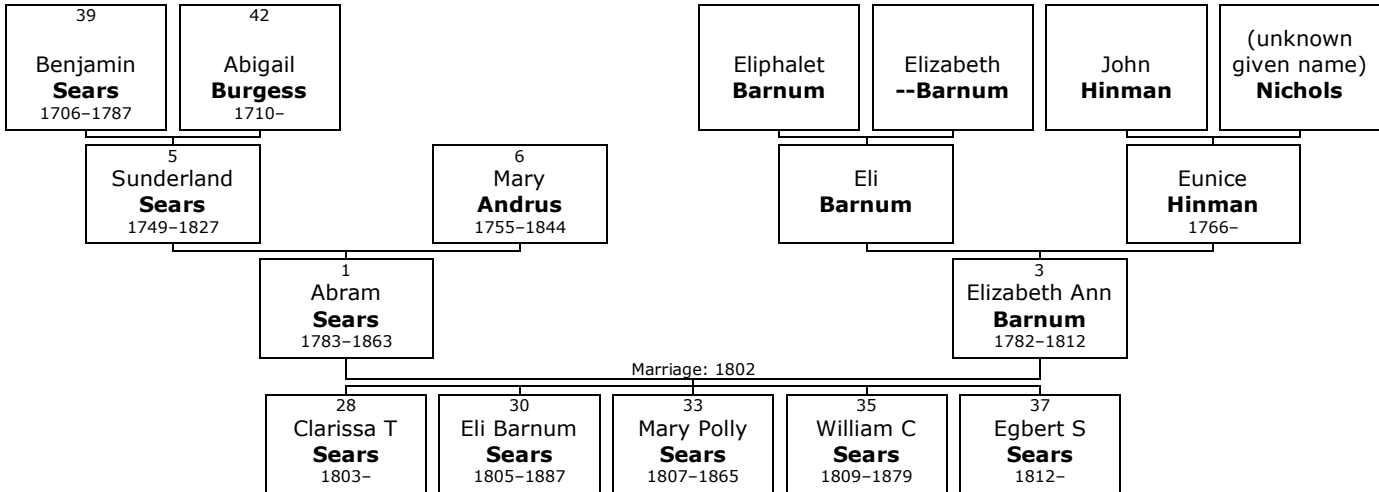 39
Benjamin
Sears
1706–1787
42
Abigail
Burgess
1710–
Eliphalet
Barnum
Elizabeth
--Barnum
John
Hinman
(unknown
given name)
Nichols
5
Sunderland
Sears
1749–1827
6
Mary
Andrus
1755–1844
Eli
Barnum
Eunice
Hinman
1766–
1
Abram
Sears
1783–1863
3
Elizabeth Ann
Barnum
1782–1812
Marriage: 1802
28
Clarissa T
Sears
1803–
30
Eli Barnum
Sears
1805–1887
33
Mary Polly
Sears
1807–1865
35
William C
Sears
1809–1879
37
Egbert S
Sears
1812–